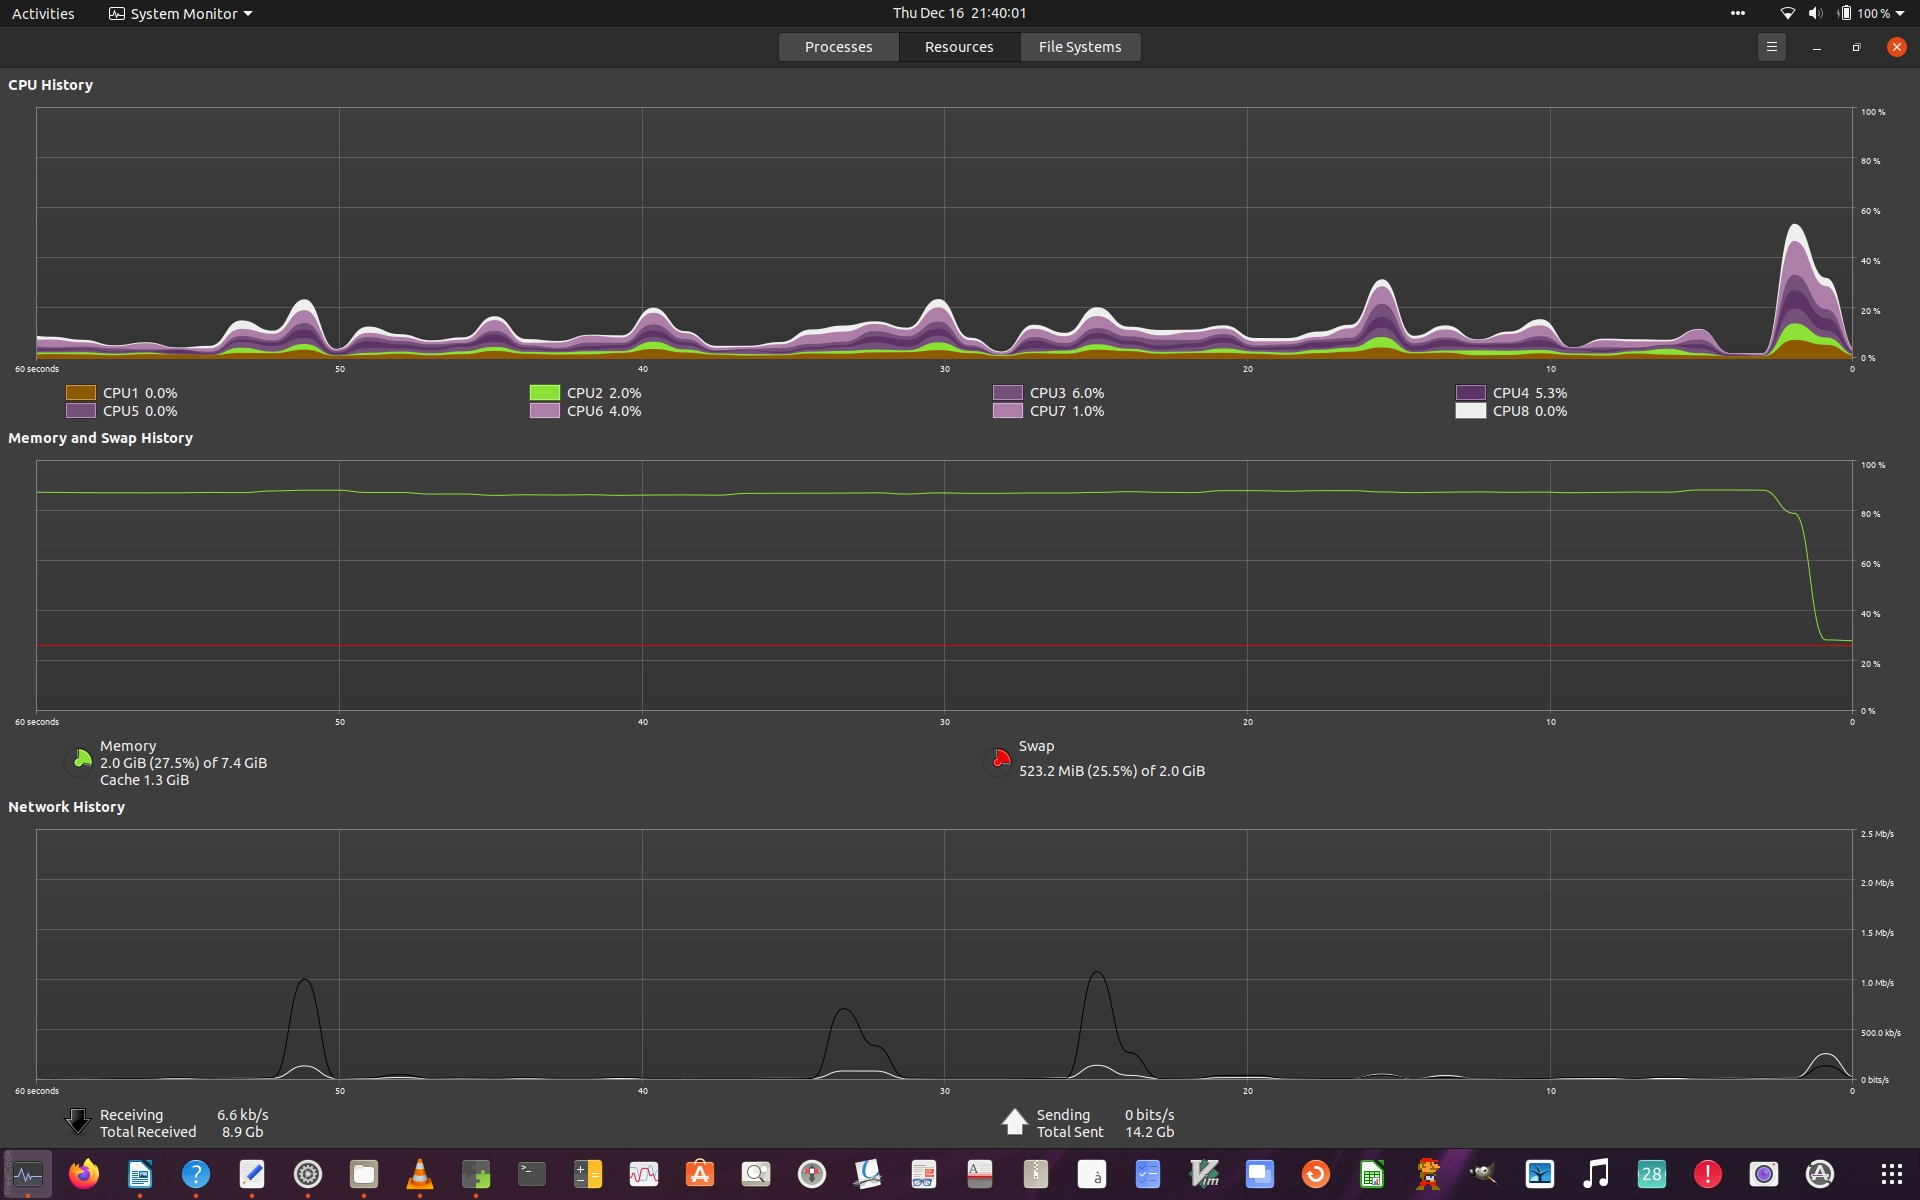 Activities System Monitor Thu Dec 16 21:40:01 100 %
Processes Resources File Systems
CPU History
100 %
80 %
60 %
40 %
20 %
0 %
60 seconds 50 40 30 20 10 0
CPU1 0.0% CPU2 2.0% CPU3 6.0% CPU4 5.3%
CPU5 0.0% CPU6 4.0% CPU7 1.0% CPU8 0.0%
Memory and Swap History
100 %
80 %
60 %
40 %
20 %
0 %
60 seconds 50 40 30 20 10 0
Memory
2.0 GiB (27.5%) of 7.4 GiB
Cache 1.3 GiB
Swap
523.2 MiB (25.5%) of 2.0 GiB
Network History
2.5 Mb/s
2.0 Mb/s
1.5 Mb/s
1.0 Mb/s
500.0 kb/s
0 bits/s
60 seconds 50 40 30 20 10 0
Receiving 6.6 kb/s
Total Received 8.9 Gb
Sending 0 bits/s
Total Sent 14.2 Gb
? >_ A A à Vim 28 !